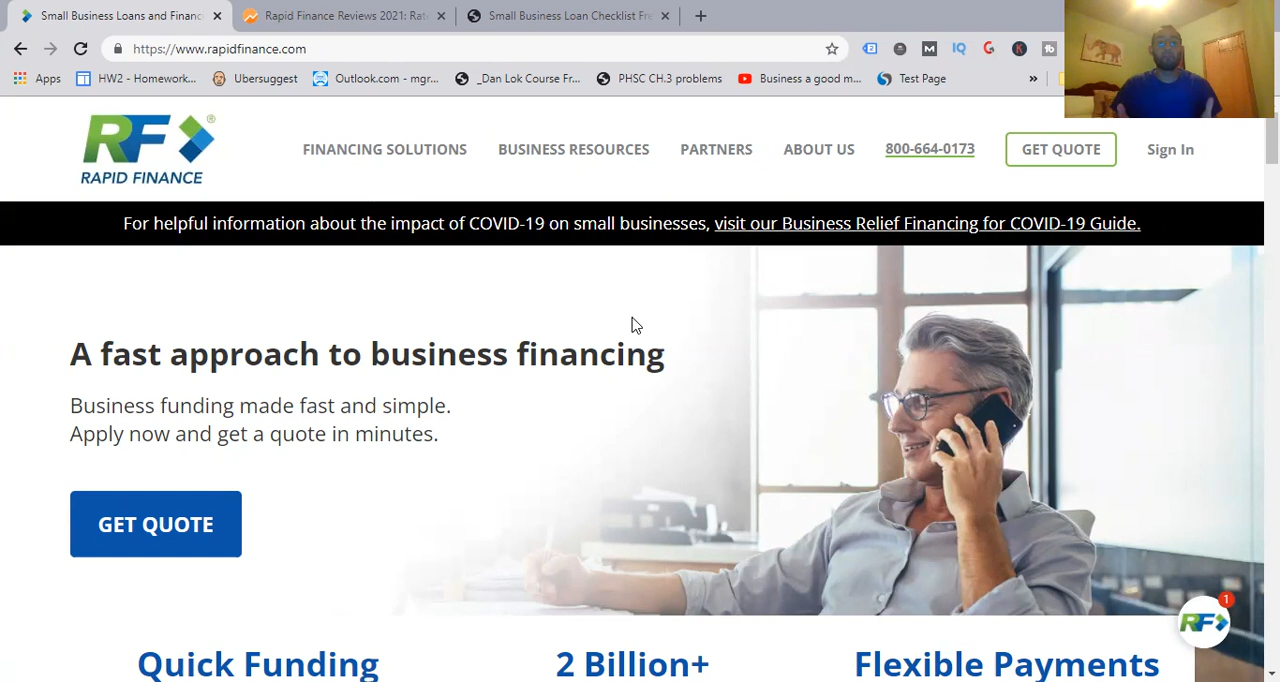 Small Business Loans and Financ
Rapid Finance Reviews 2021: Rate
Small Business Loan Checklist Fre
https://www.rapidfinance.com
M
IQ
G
K
Apps
HW2 - Homework...
Ubersuggest
Outlook.com - mgr...
_Dan Lok Course Fr...
PHSC CH.3 problems
Business a good m...
Test Page
»
RF
®
RAPID FINANCE
FINANCING SOLUTIONS
BUSINESS RESOURCES
PARTNERS
ABOUT US
800-664-0173
GET QUOTE
Sign In
For helpful information about the impact of COVID-19 on small businesses, visit our Business Relief Financing for COVID-19 Guide.
A fast approach to business financing
Business funding made fast and simple.
Apply now and get a quote in minutes.
GET QUOTE
RF
1
Quick Funding
2 Billion+
Flexible Payments